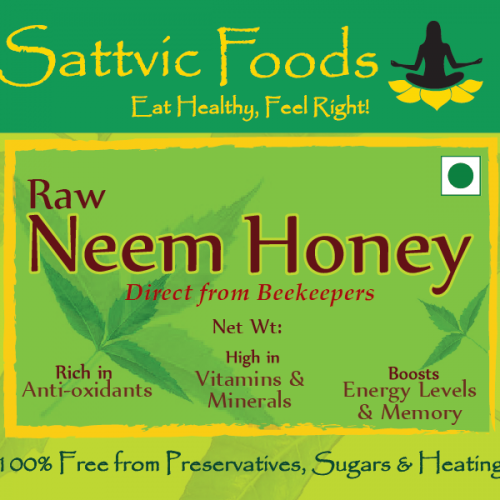 Sattvic Foods
Eat Healthy, Feel Right!
Raw
Neem Honey
Direct from Beekeepers
Net Wt:
Rich in
Anti-oxidants
High in
Vitamins &
Minerals
Boosts
Energy Levels
& Memory
100% Free from Preservatives, Sugars & Heating